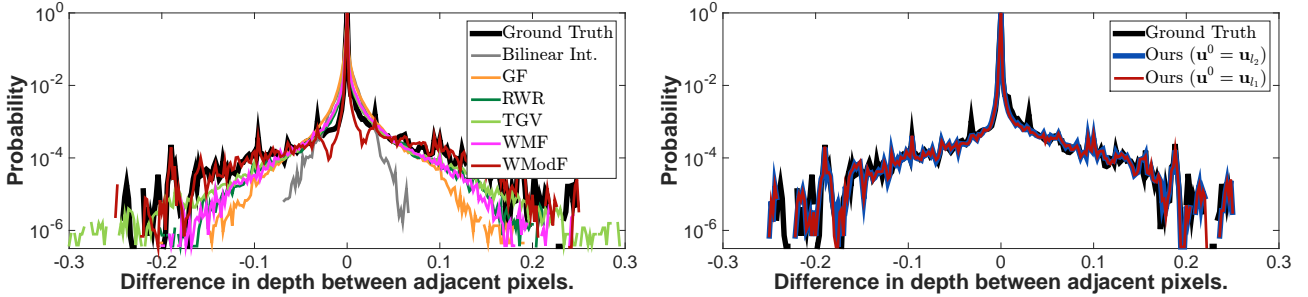 10^0
10^-2
10^-4
10^-6
Probability
-0.3 -0.2 -0.1 0 0.1 0.2 0.3
Difference in depth between adjacent pixels.
Ground Truth
Bilinear Int.
GF
RWR
TGV
WMF
WModF
10^0
10^-2
10^-4
10^-6
Probability
-0.3 -0.2 -0.1 0 0.1 0.2 0.3
Difference in depth between adjacent pixels.
Ground Truth
Ours (u^0 = u_{l_2})
Ours (u^0 = u_{l_1})